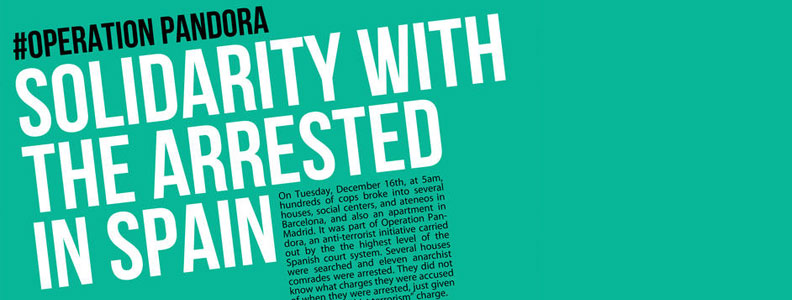 #OPERATION PANDORA
SOLIDARITY WITH
THE ARRESTED
IN SPAIN
On Tuesday, December 16th, at 5am,
hundreds of cops broke into several
houses, social centers, and ateneos in
Barcelona, and also an apartment in
Madrid. It was part of Operation Pan-
dora, an anti-terrorist initiative carried
out by the the highest level of the
Spanish court system. Several houses
were searched and eleven anarchist
comrades were arrested. They did not
know what charges they were accused
of when they were arrested, just given
terrorism" charge.